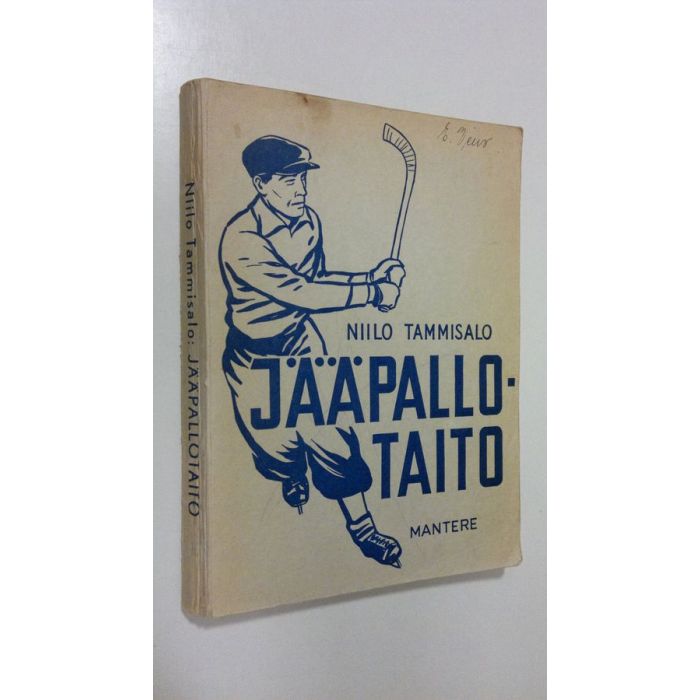 Niilo Tammisalo: JÄÄPALLOTAITO
NIILO TAMMISALO
JÄÄPALLO-
TAITO
MANTERE